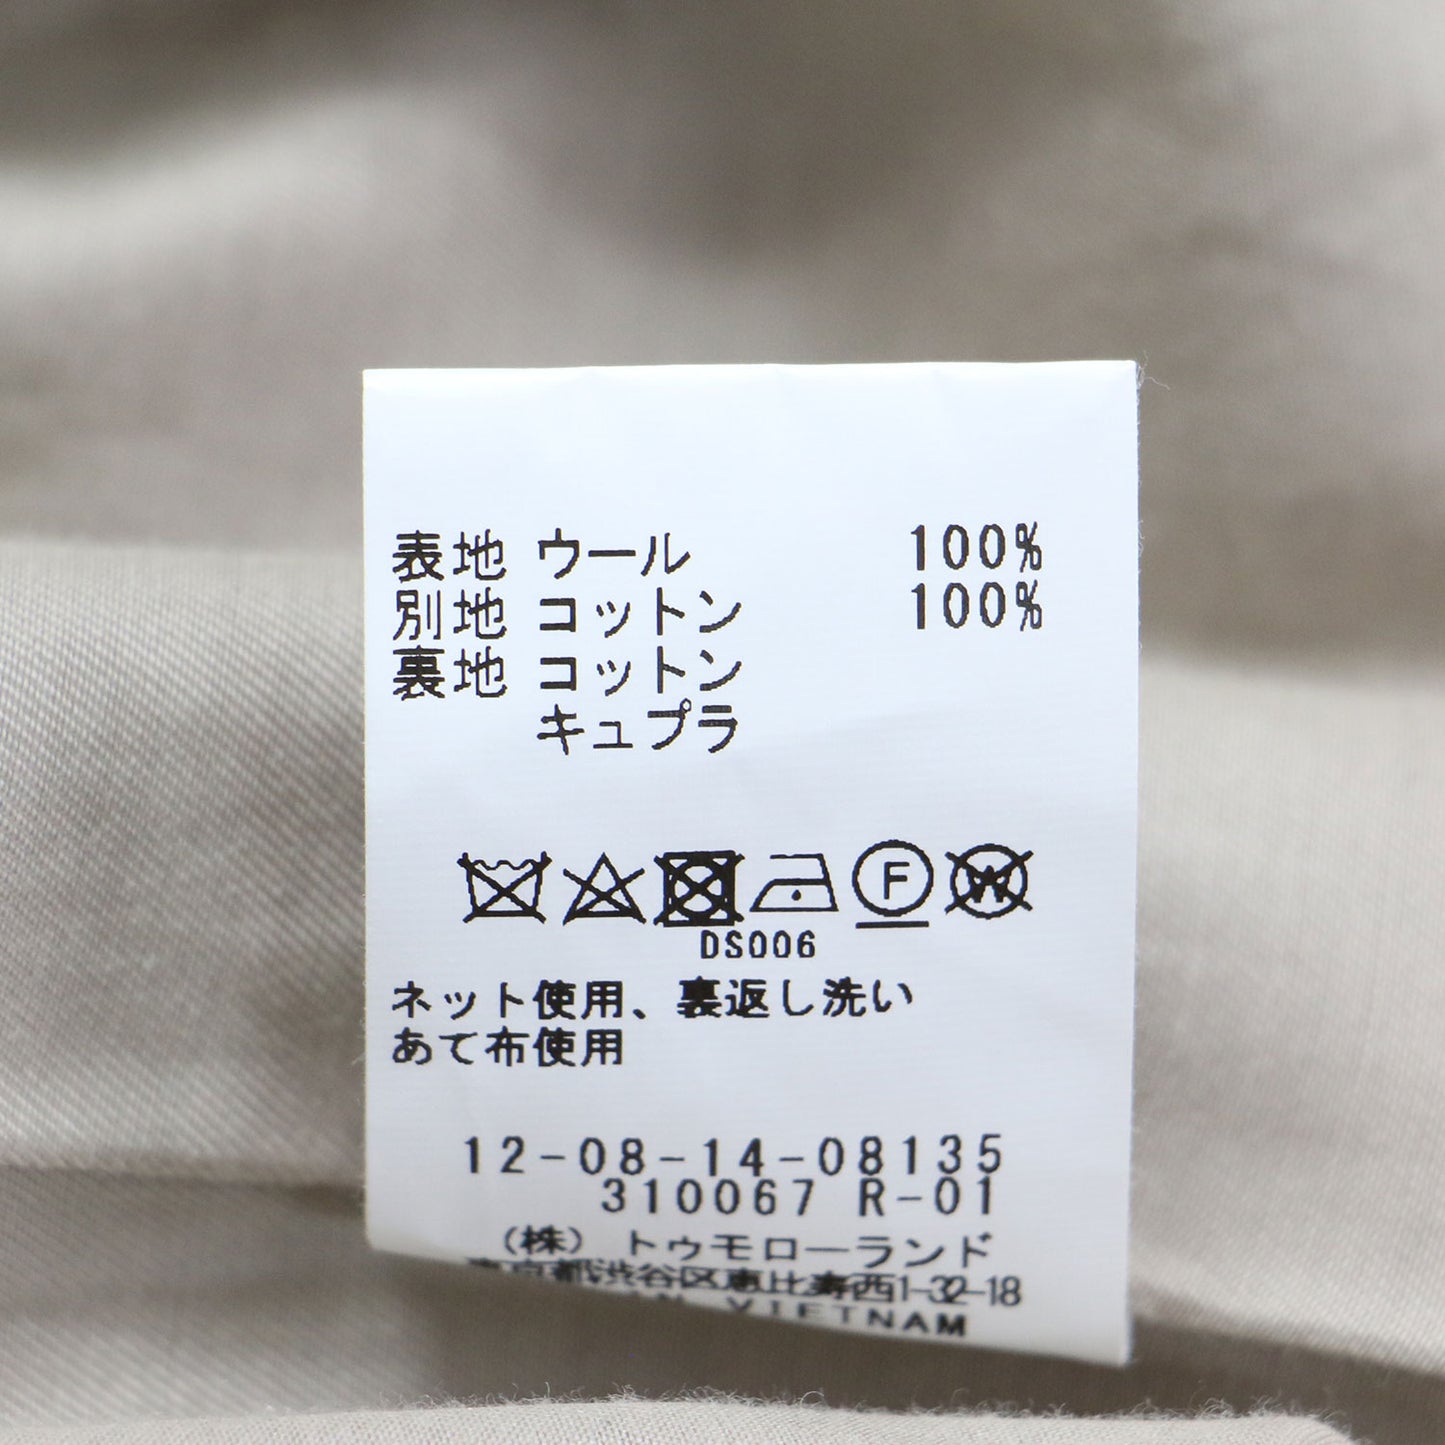 表地 ウール 100%
別地 コットン 100%
裏地 コットン
キュプラ
F W
DS006
ネット使用、裏返し洗い
あて布使用
12-08-14-08135
310067 R-01
(株) トゥモローランド
東京都渋谷区恵比寿西1-32-18
IN VIETNAM